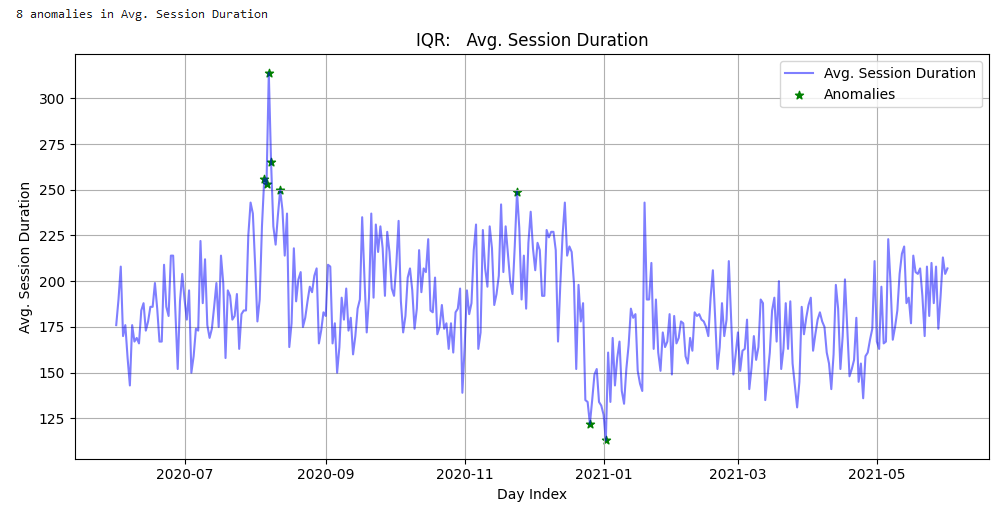 8 anomalies in Avg. Session Duration
IQR:   Avg. Session Duration
Avg. Session Duration
Anomalies
Avg. Session Duration
300
275
250
225
200
175
150
125
2020-07
2020-09
2020-11
2021-01
2021-03
2021-05
Day Index